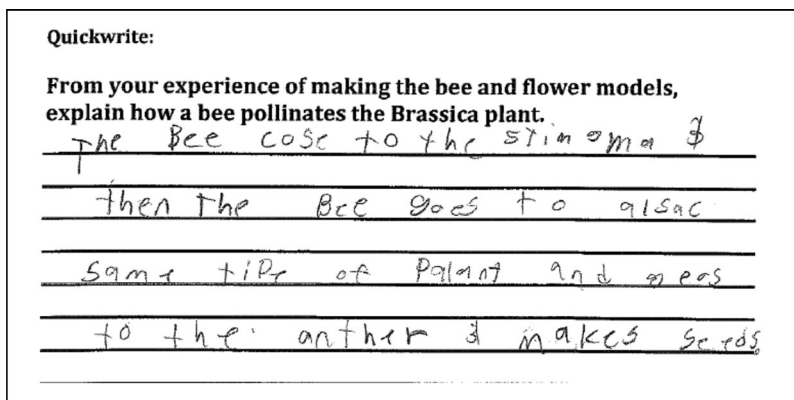 Quickwrite:
From your experience of making the bee and flower models,
explain how a bee pollinates the Brassica plant.
The Bee cose to the stinoma &
then The Bee goes to alsac
same tipe of Palant and
to the anther & makes seeds